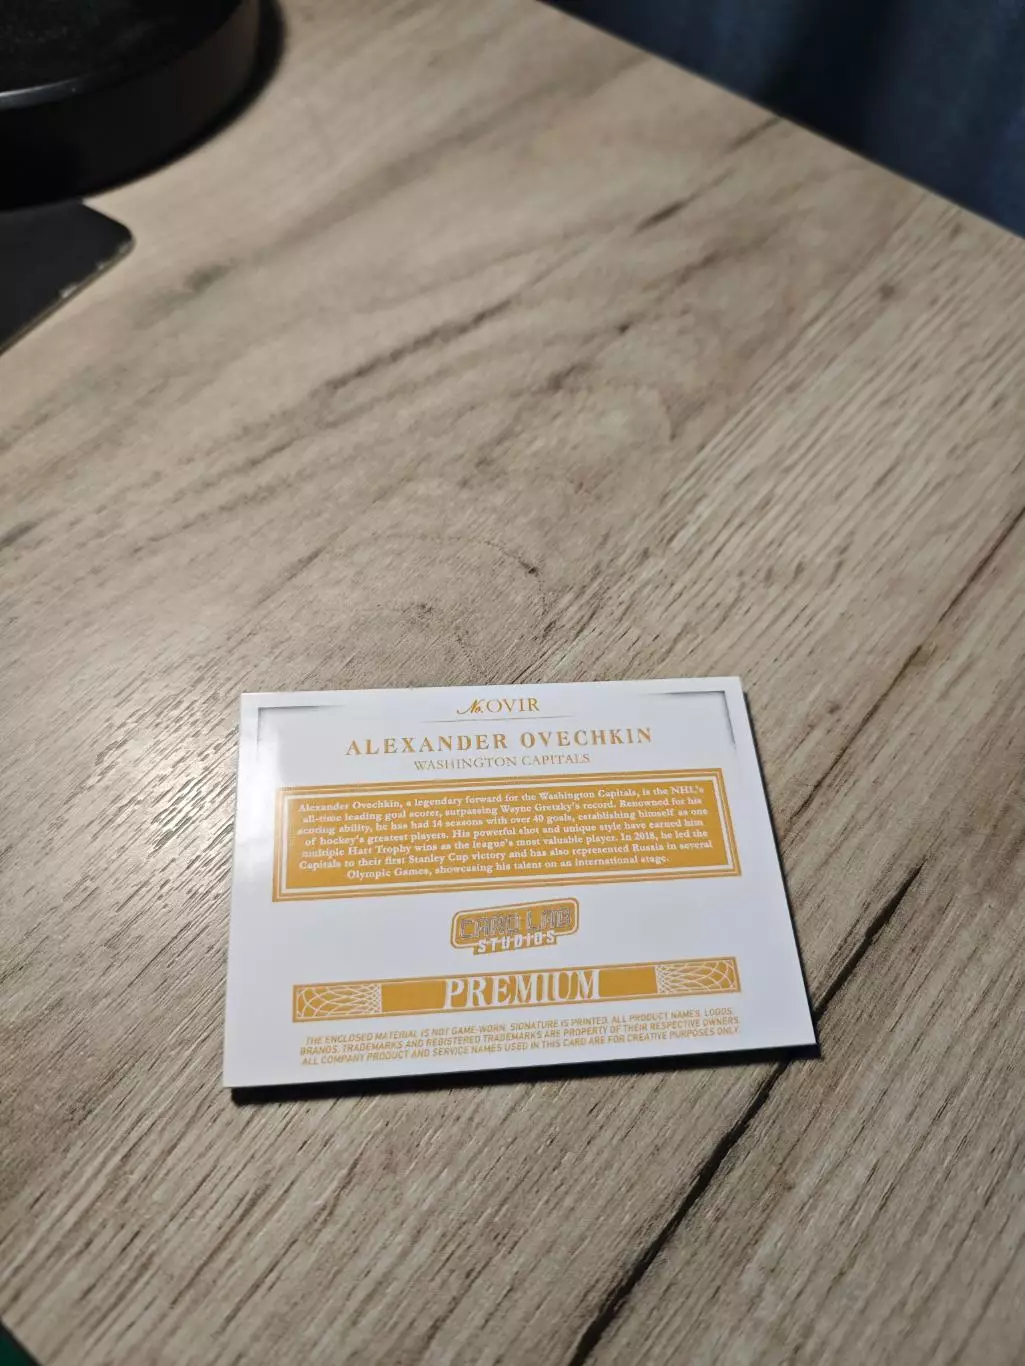 No. OVIR
ALEXANDER OVECHKIN
WASHINGTON CAPITALS
Alexander Ovechkin, a legendary forward for the Washington Capitals, is the NHL's
all-time leading goal scorer, surpassing Wayne Gretzky's record. Renowned for his
scoring ability, he has had 14 seasons with over 40 goals, establishing himself as one
of hockey's greatest players. His powerful shot and unique style have earned him
multiple Hart Trophy wins as the league's most valuable player. In 2018, he led the
Capitals to their first Stanley Cup victory and has also represented Russia in several
Olympic Games, showcasing his talent on an international stage.
CARD LAB
STUDIOS
PREMIUM
THE ENCLOSED MATERIAL IS NOT GAME-WORN. SIGNATURE IS PRINTED. ALL PRODUCT NAMES, LOGOS,
BRANDS, TRADEMARKS AND REGISTERED TRADEMARKS ARE PROPERTY OF THEIR RESPECTIVE OWNERS.
ALL COMPANY PRODUCT AND SERVICE NAMES USED IN THIS CARD ARE FOR CREATIVE PURPOSES ONLY.